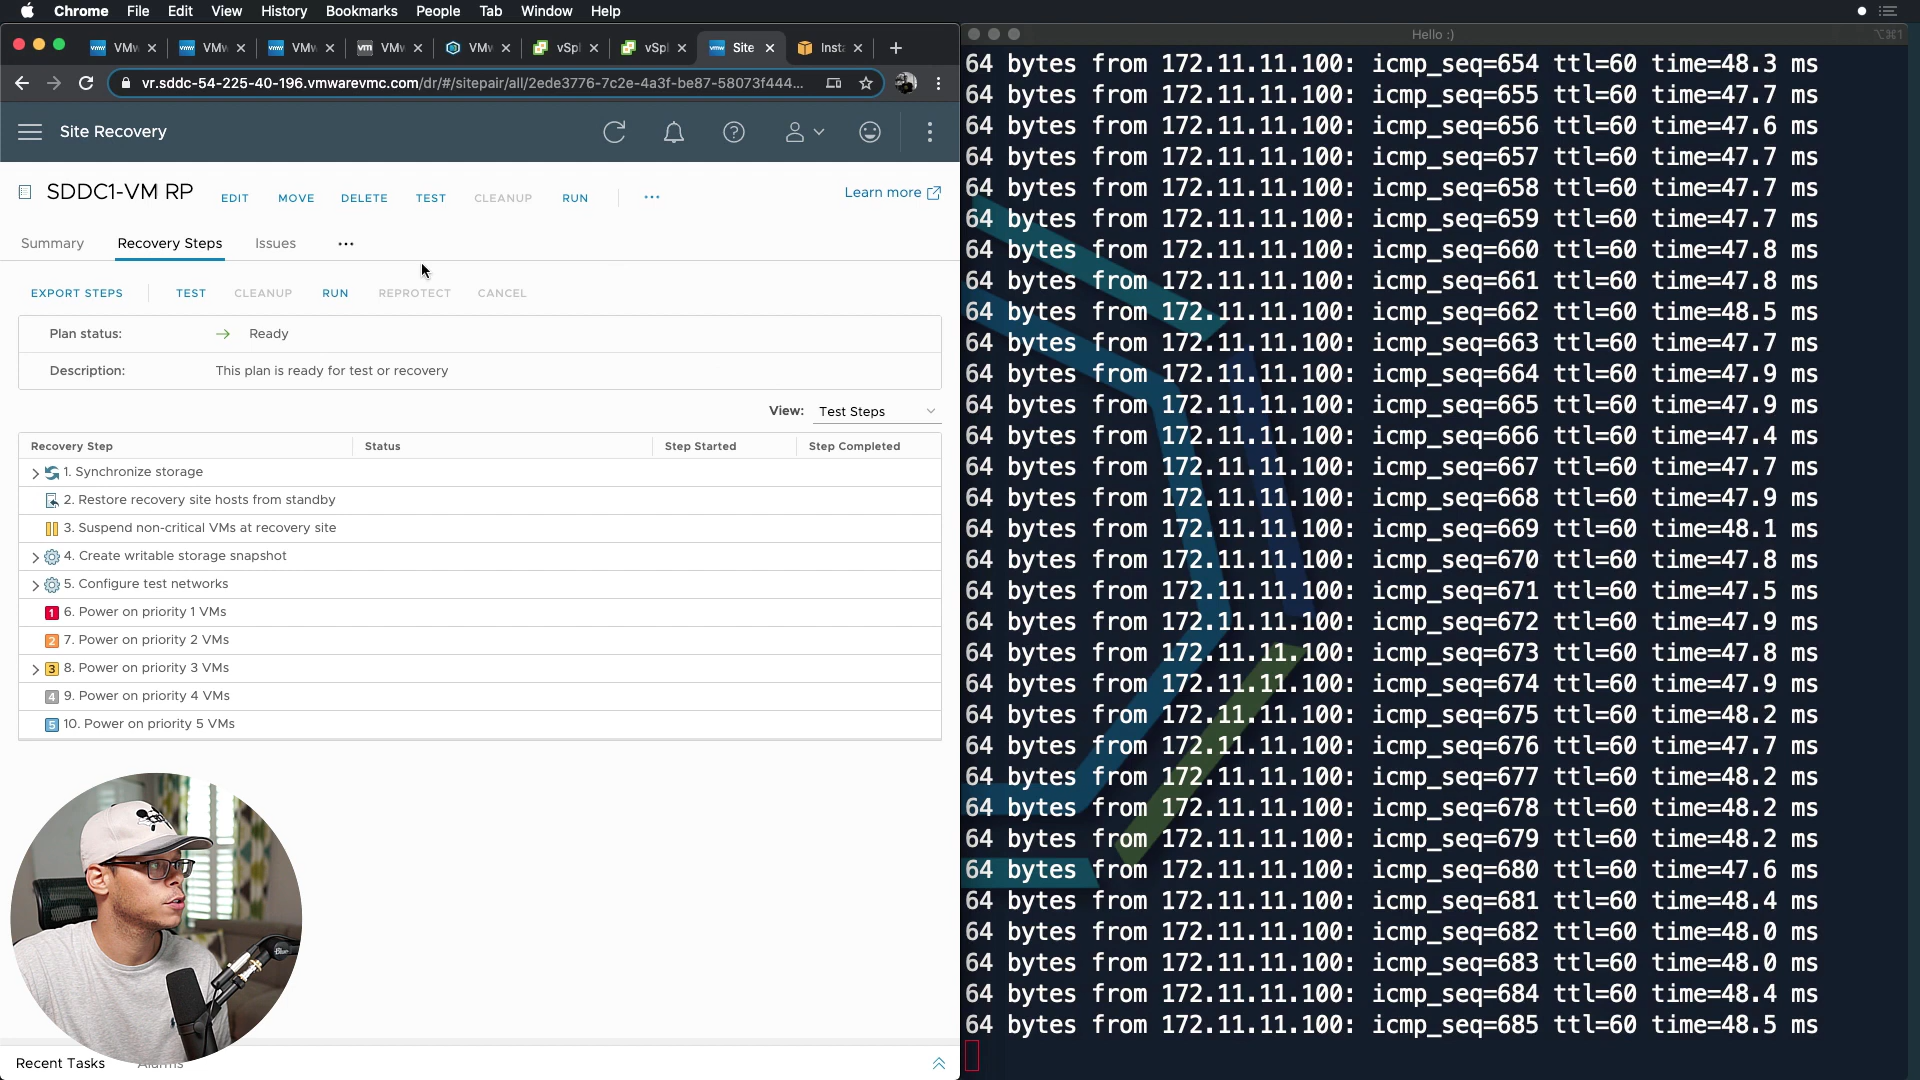 Chrome File Edit View History Bookmarks People Tab Window Help
VMw VMw VMw VMw VMw vSpl vSpl Site Insta
Hello :)
⌥⌘1
vr.sddc-54-225-40-196.vmwarevmc.com/dr/#/sitepair/all/2ede3776-7c2e-4a3f-be87-58073f444...
Site Recovery
SDDC1-VM RP EDIT MOVE DELETE TEST CLEANUP RUN ... Learn more
Summary Recovery Steps Issues ...
EXPORT STEPS TEST CLEANUP RUN REPROTECT CANCEL
Plan status: Ready
Description: This plan is ready for test or recovery
View: Test Steps
Recovery Step Status Step Started Step Completed
1. Synchronize storage
2. Restore recovery site hosts from standby
3. Suspend non-critical VMs at recovery site
4. Create writable storage snapshot
5. Configure test networks
1 6. Power on priority 1 VMs
2 7. Power on priority 2 VMs
3 8. Power on priority 3 VMs
4 9. Power on priority 4 VMs
5 10. Power on priority 5 VMs
Recent Tasks Alarms
64 bytes from 172.11.11.100: icmp_seq=654 ttl=60 time=48.3 ms
64 bytes from 172.11.11.100: icmp_seq=655 ttl=60 time=47.7 ms
64 bytes from 172.11.11.100: icmp_seq=656 ttl=60 time=47.6 ms
64 bytes from 172.11.11.100: icmp_seq=657 ttl=60 time=47.7 ms
64 bytes from 172.11.11.100: icmp_seq=658 ttl=60 time=47.7 ms
64 bytes from 172.11.11.100: icmp_seq=659 ttl=60 time=47.7 ms
64 bytes from 172.11.11.100: icmp_seq=660 ttl=60 time=47.8 ms
64 bytes from 172.11.11.100: icmp_seq=661 ttl=60 time=47.8 ms
64 bytes from 172.11.11.100: icmp_seq=662 ttl=60 time=48.5 ms
64 bytes from 172.11.11.100: icmp_seq=663 ttl=60 time=47.7 ms
64 bytes from 172.11.11.100: icmp_seq=664 ttl=60 time=47.9 ms
64 bytes from 172.11.11.100: icmp_seq=665 ttl=60 time=47.9 ms
64 bytes from 172.11.11.100: icmp_seq=666 ttl=60 time=47.4 ms
64 bytes from 172.11.11.100: icmp_seq=667 ttl=60 time=47.7 ms
64 bytes from 172.11.11.100: icmp_seq=668 ttl=60 time=47.9 ms
64 bytes from 172.11.11.100: icmp_seq=669 ttl=60 time=48.1 ms
64 bytes from 172.11.11.100: icmp_seq=670 ttl=60 time=47.8 ms
64 bytes from 172.11.11.100: icmp_seq=671 ttl=60 time=47.5 ms
64 bytes from 172.11.11.100: icmp_seq=672 ttl=60 time=47.9 ms
64 bytes from 172.11.11.100: icmp_seq=673 ttl=60 time=47.8 ms
64 bytes from 172.11.11.100: icmp_seq=674 ttl=60 time=47.9 ms
64 bytes from 172.11.11.100: icmp_seq=675 ttl=60 time=48.2 ms
64 bytes from 172.11.11.100: icmp_seq=676 ttl=60 time=47.7 ms
64 bytes from 172.11.11.100: icmp_seq=677 ttl=60 time=48.2 ms
64 bytes from 172.11.11.100: icmp_seq=678 ttl=60 time=48.2 ms
64 bytes from 172.11.11.100: icmp_seq=679 ttl=60 time=48.2 ms
64 bytes from 172.11.11.100: icmp_seq=680 ttl=60 time=47.6 ms
64 bytes from 172.11.11.100: icmp_seq=681 ttl=60 time=48.4 ms
64 bytes from 172.11.11.100: icmp_seq=682 ttl=60 time=48.0 ms
64 bytes from 172.11.11.100: icmp_seq=683 ttl=60 time=48.0 ms
64 bytes from 172.11.11.100: icmp_seq=684 ttl=60 time=48.4 ms
64 bytes from 172.11.11.100: icmp_seq=685 ttl=60 time=48.5 ms